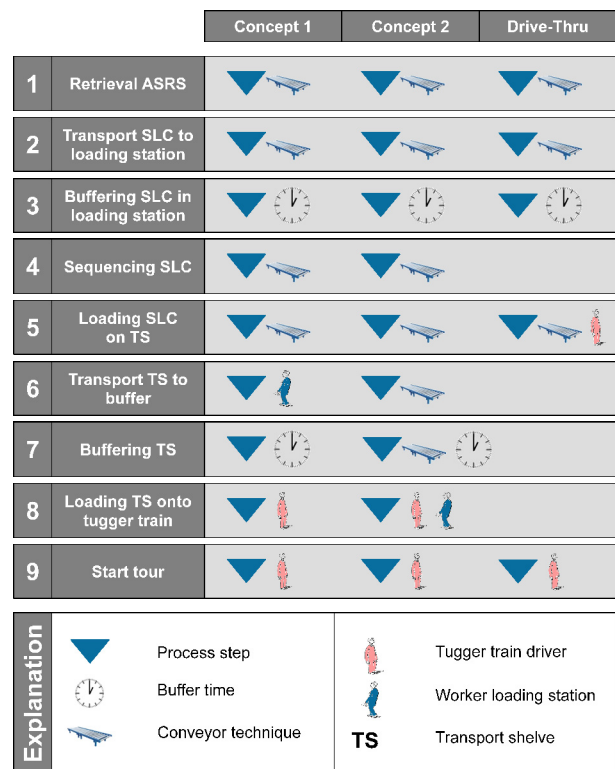 Concept 1 Concept 2 Drive-Thru
1 Retrieval ASRS
2 Transport SLC to
loading station
3 Buffering SLC in
loading station
4 Sequencing SLC
5 Loading SLC
on TS
6 Transport TS to
buffer
7 Buffering TS
8 Loading TS onto
tugger train
9 Start tour
Explanation
Process step
Buffer time
Conveyor technique
Tugger train driver
Worker loading station
TS Transport shelve